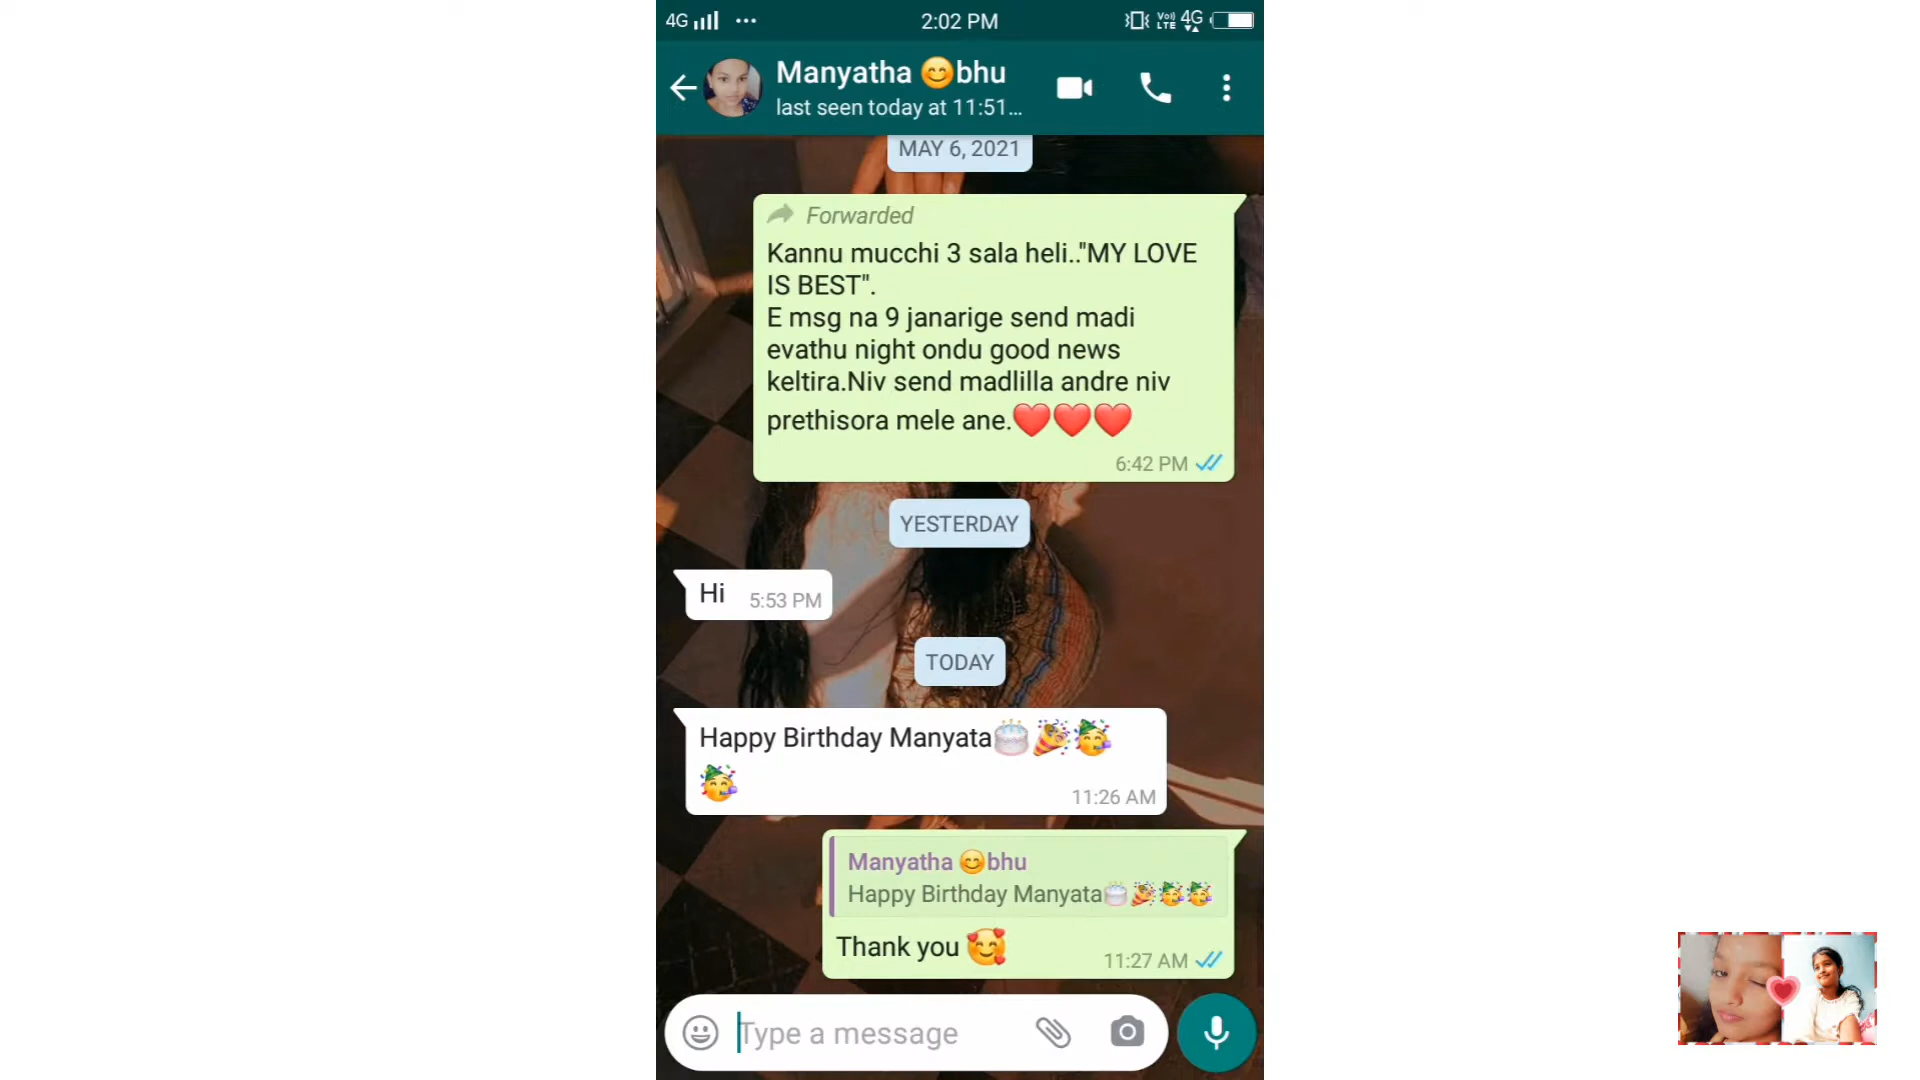 4G ... 2:02 PM VoI) LTE 4G
Manyatha 😊bhu
last seen today at 11:51...
MAY 6, 2021
Forwarded
Kannu mucchi 3 sala heli.."MY LOVE
IS BEST".
E msg na 9 janarige send madi
evathu night ondu good news
keltira.Niv send madlilla andre niv
prethisora mele ane.❤️❤️❤️
6:42 PM
YESTERDAY
Hi 5:53 PM
TODAY
Happy Birthday Manyata🎂🎉🥳
🥳
11:26 AM
Manyatha 😊bhu
Happy Birthday Manyata🎂🎉🥳🥳
Thank you 🥰 11:27 AM
Type a message